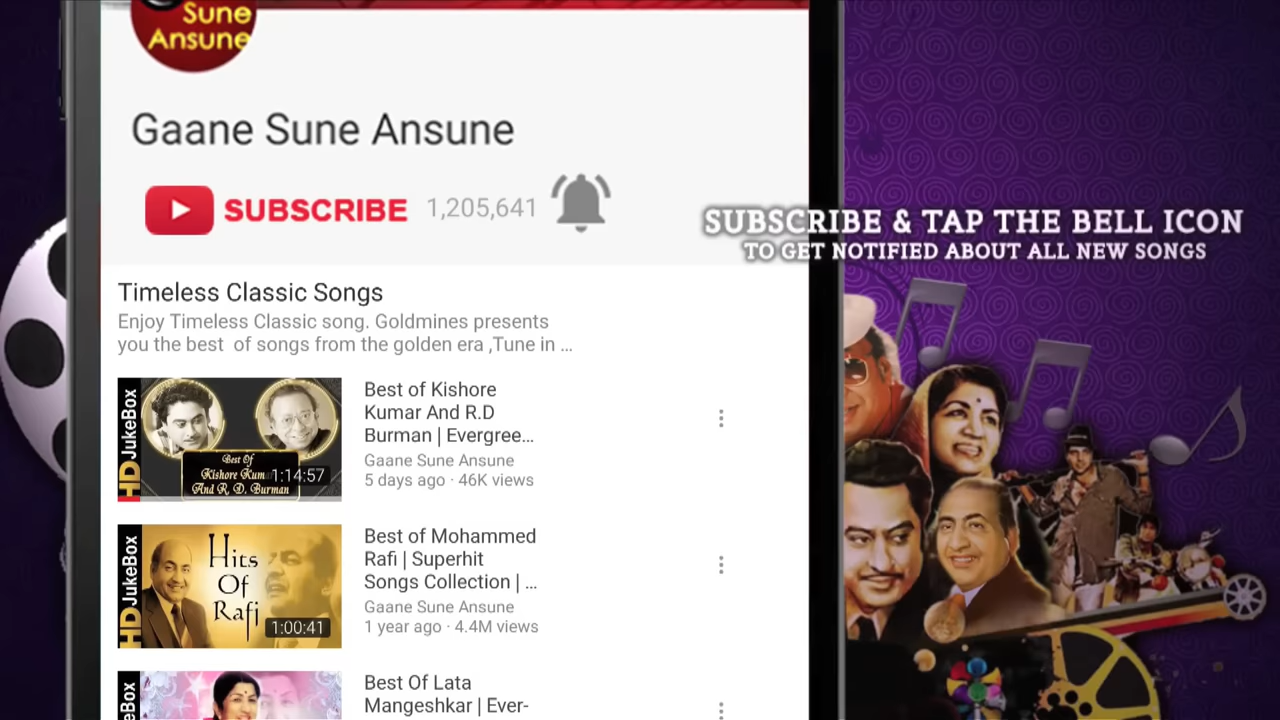 Sune
Ansune
Gaane Sune Ansune
SUBSCRIBE 1,205,641
SUBSCRIBE & TAP THE BELL ICON
TO GET NOTIFIED ABOUT ALL NEW SONGS
Timeless Classic Songs
Enjoy Timeless Classic song. Goldmines presents
you the best of songs from the golden era ,Tune in ...
HD JukeBox
Best Of
Kishore Kum
And R. D. Burman
1:14:57
Best of Kishore
Kumar And R.D
Burman | Evergree...
Gaane Sune Ansune
5 days ago · 46K views
HD JukeBox
Hits
Of
Rafi
1:00:41
Best of Mohammed
Rafi | Superhit
Songs Collection | ...
Gaane Sune Ansune
1 year ago · 4.4M views
eBox
Best Of Lata
Mangeshkar | Ever-